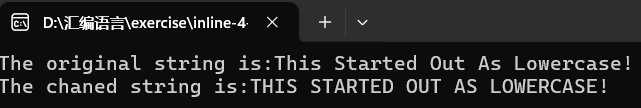 D:\汇编语言\exercise\inline-4
The original string is:This Started Out As Lowercase!
The chaned string is:THIS STARTED OUT AS LOWERCASE!